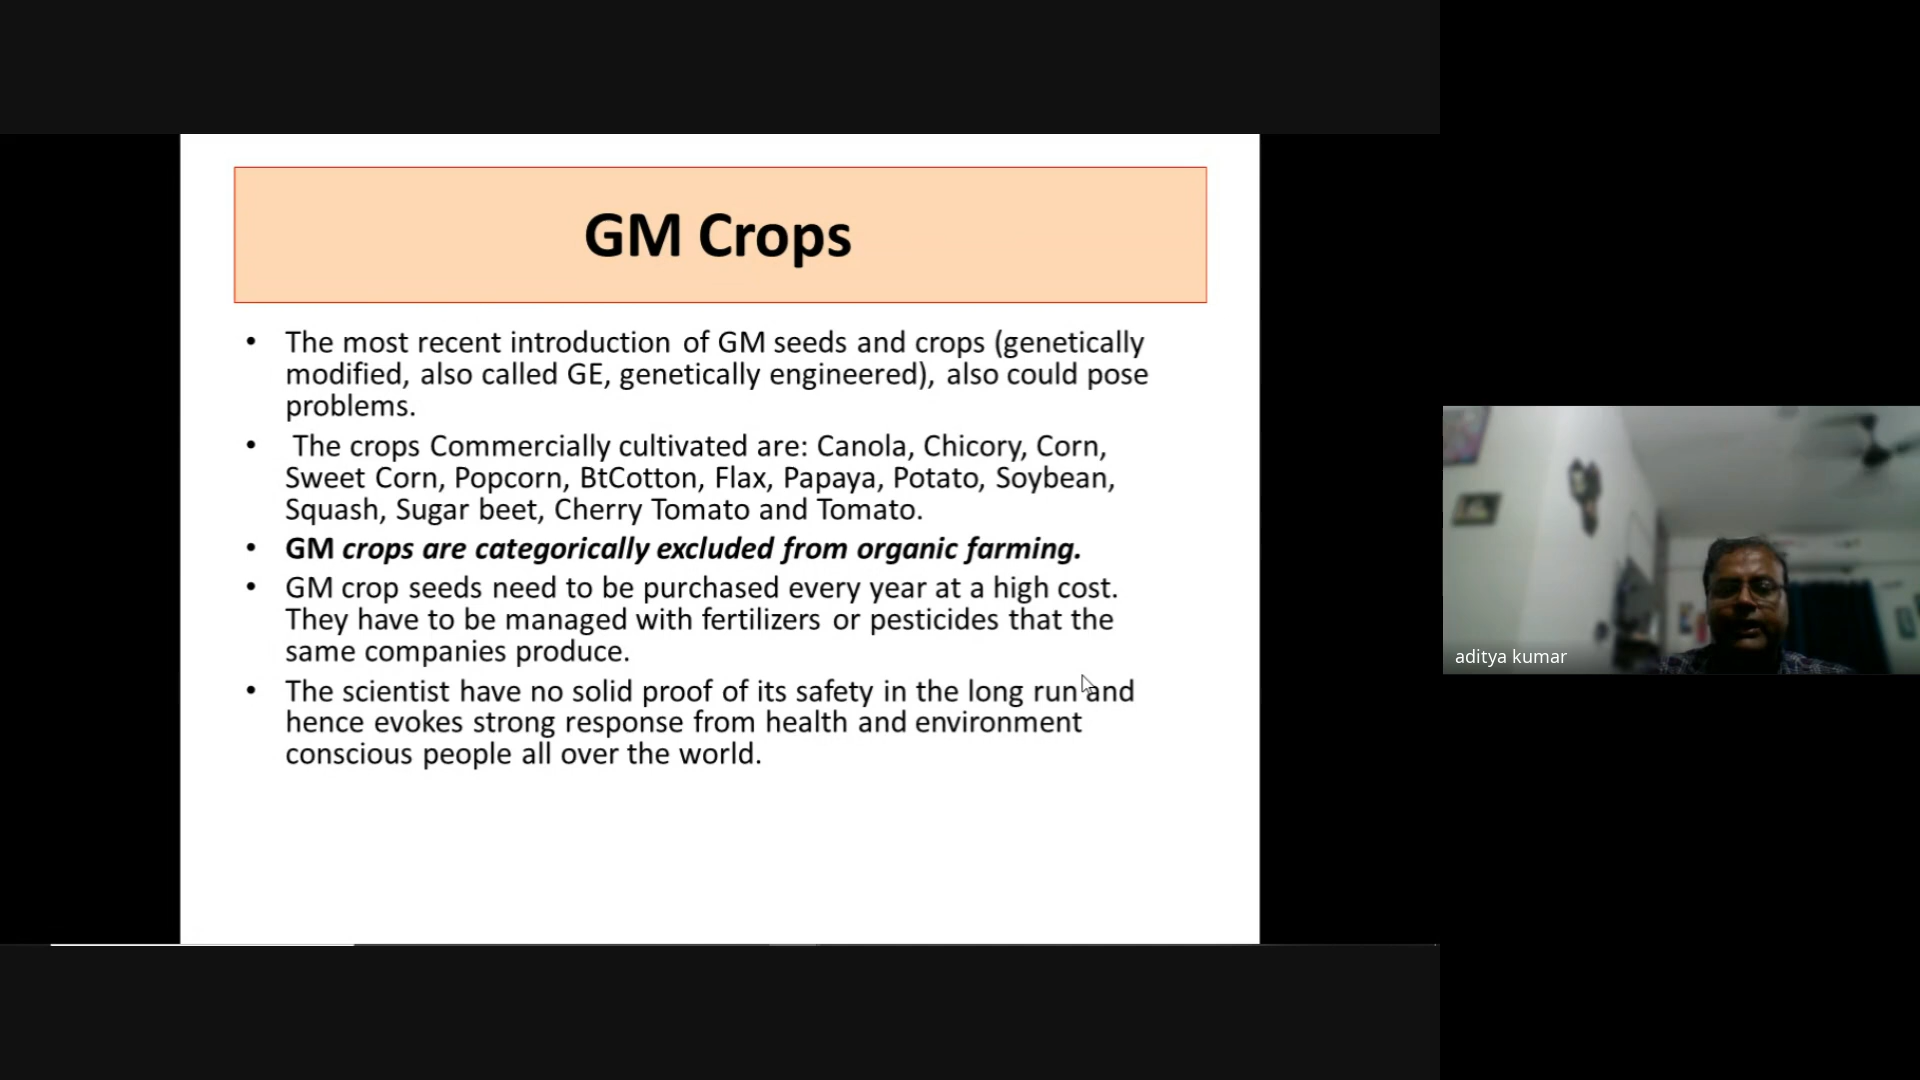 GM Crops
• The most recent introduction of GM seeds and crops (genetically
modified, also called GE, genetically engineered), also could pose
problems.
• The crops Commercially cultivated are: Canola, Chicory, Corn,
Sweet Corn, Popcorn, BtCotton, Flax, Papaya, Potato, Soybean,
Squash, Sugar beet, Cherry Tomato and Tomato.
• GM crops are categorically excluded from organic farming.
• GM crop seeds need to be purchased every year at a high cost.
They have to be managed with fertilizers or pesticides that the
same companies produce.
• The scientist have no solid proof of its safety in the long run and
hence evokes strong response from health and environment
conscious people all over the world.
aditya kumar